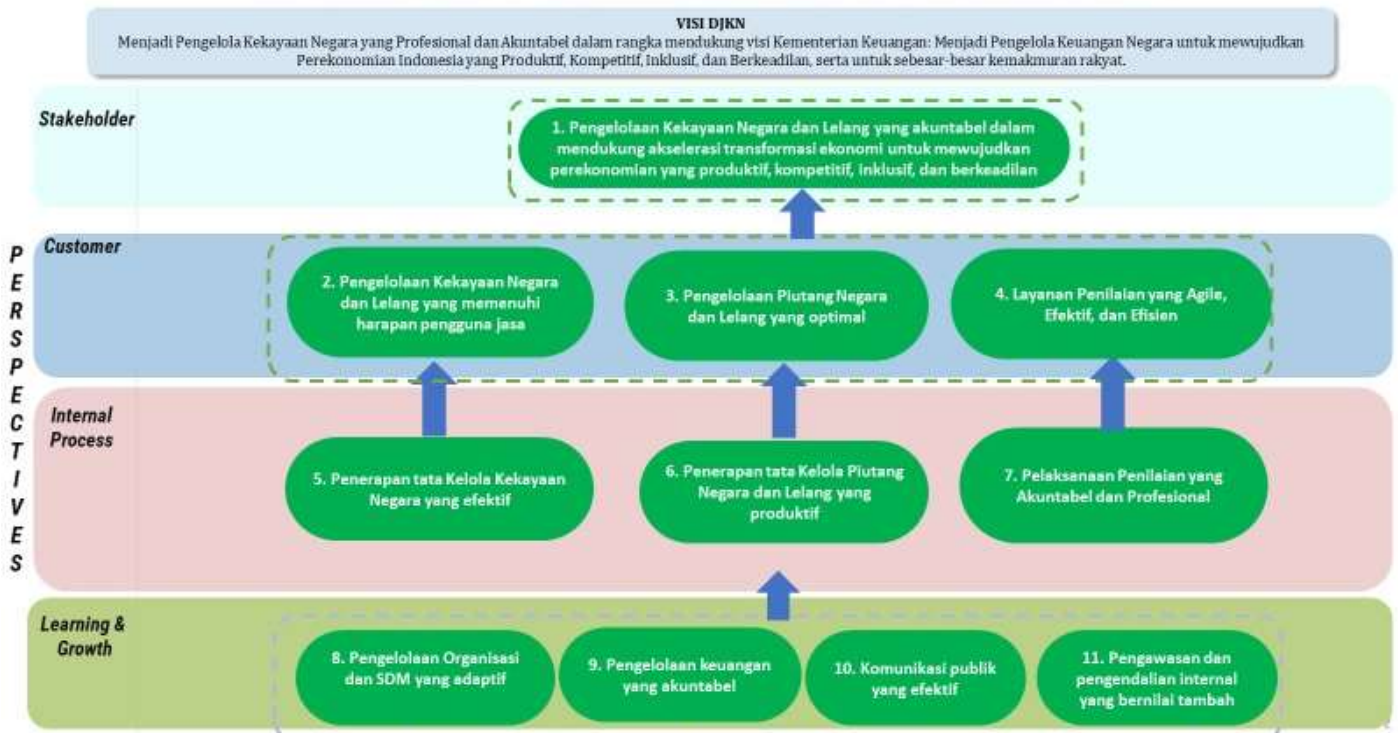 VISI DJKN
Menjadi Pengelola Kekayaan Negara yang Profesional dan Akuntabel dalam rangka mendukung visi Kementerian Keuangan: Menjadi Pengelola Keuangan Negara untuk mewujudkan
Perekonomian Indonesia yang Produktif, Kompetitif, Inklusif, dan Berkeadilan, serta untuk sebesar-besar kemakmuran rakyat.
PERSPECTIVES
Stakeholder
1. Pengelolaan Kekayaan Negara dan Lelang yang akuntabel dalam
mendukung akselerasi transformasi ekonomi untuk mewujudkan
perekonomian yang produktif, kompetitif, inklusif, dan berkeadilan
Customer
2. Pengelolaan Kekayaan Negara
dan Lelang yang memenuhi
harapan pengguna jasa
3. Pengelolaan Piutang Negara
dan Lelang yang optimal
4. Layanan Penilaian yang Agile,
Efektif, dan Efisien
Internal
Process
5. Penerapan tata Kelola Kekayaan
Negara yang efektif
6. Penerapan tata Kelola Piutang
Negara dan Lelang yang
produktif
7. Pelaksanaan Penilaian yang
Akuntabel dan Profesional
Learning &
Growth
8. Pengelolaan Organisasi
dan SDM yang adaptif
9. Pengelolaan keuangan
yang akuntabel
10. Komunikasi publik
yang efektif
11. Pengawasan dan
pengendalian internal
yang bernilai tambah